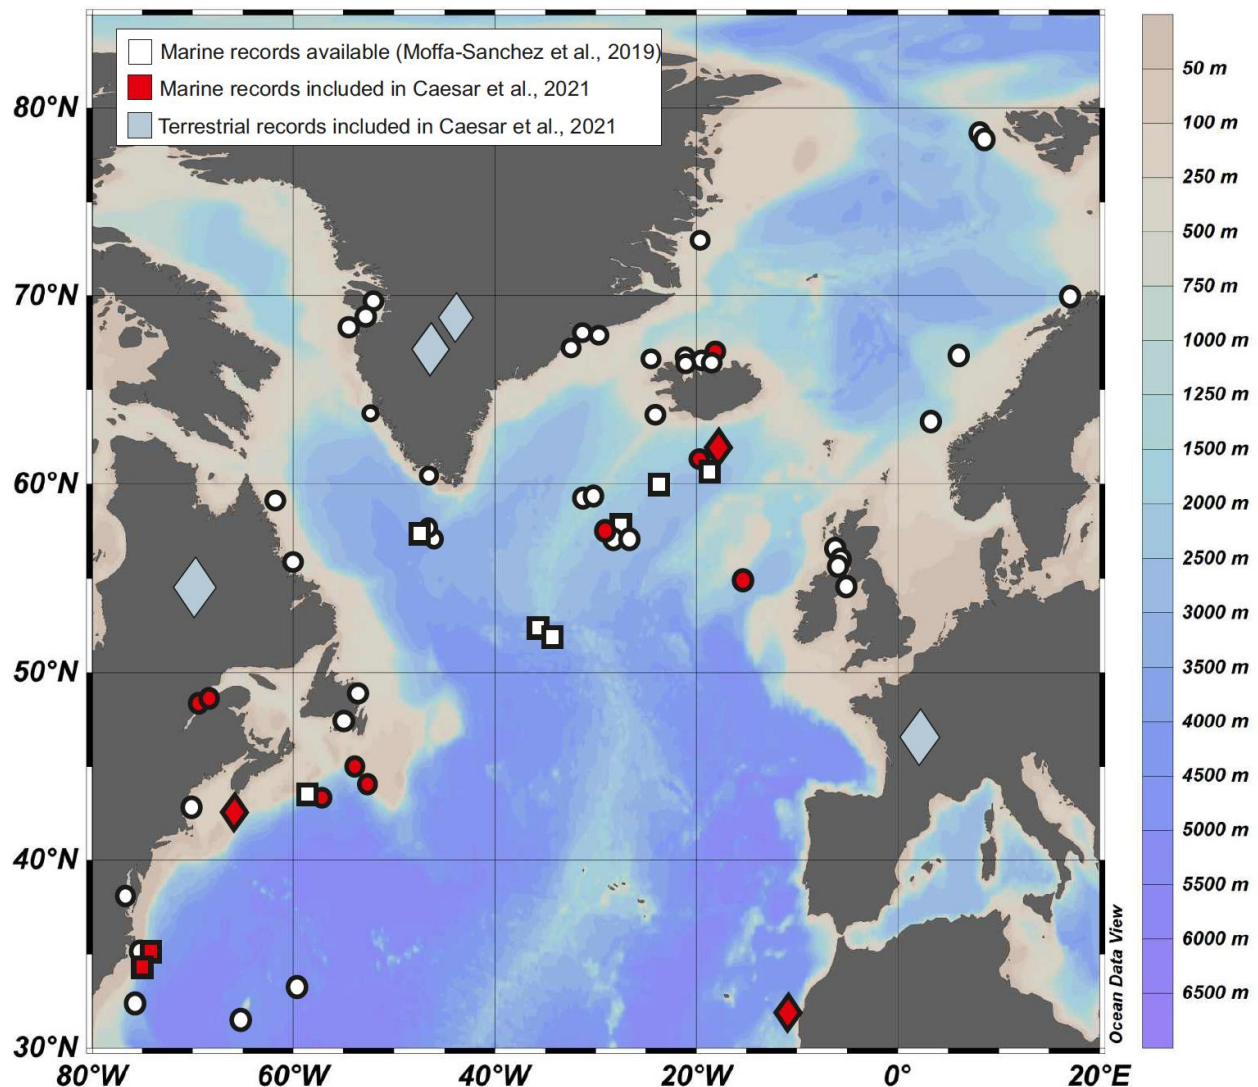 Marine records available (Moffa-Sanchez et al., 2019)
Marine records included in Caesar et al., 2021
Terrestrial records included in Caesar et al., 2021
80°N
70°N
60°N
50°N
40°N
30°N
80°W
60°W
40°W
20°W
0°
20°E
50 m
100 m
250 m
500 m
750 m
1000 m
1250 m
1500 m
2000 m
2500 m
3000 m
3500 m
4000 m
4500 m
5000 m
5500 m
6000 m
6500 m
Ocean Data View